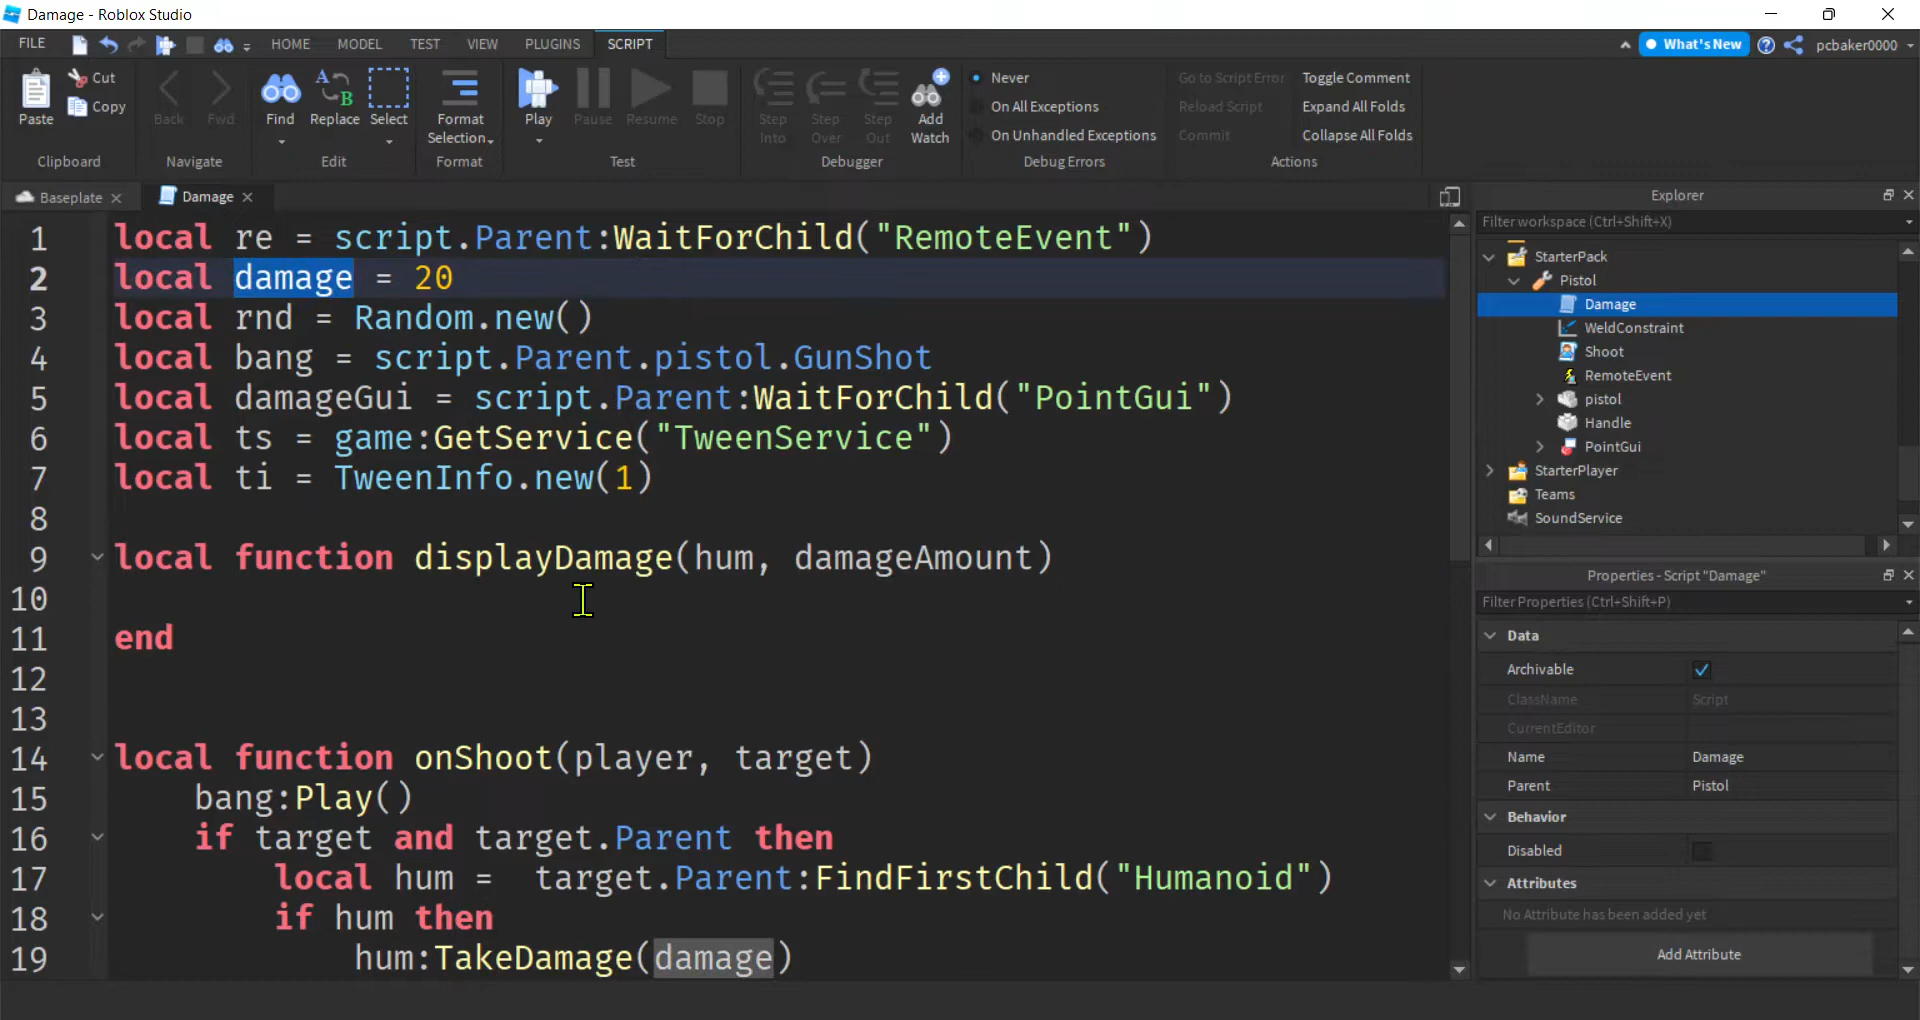 Damage - Roblox Studio
FILE HOME MODEL TEST VIEW PLUGINS SCRIPT What's New pcbaker0000
Paste Cut Copy Back Fwd Find Replace Select Format Selection Play Pause Resume Stop Step Into Step Over Step Out Add Watch
Never
On All Exceptions
On Unhandled Exceptions
Go to Script Error
Reload Script
Commit
Toggle Comment
Expand All Folds
Collapse All Folds
Clipboard Navigate Edit Format Test Debugger Debug Errors Actions
Baseplate Damage
1 local re = script.Parent:WaitForChild("RemoteEvent")
2 local damage = 20
3 local rnd = Random.new()
4 local bang = script.Parent.pistol.GunShot
5 local damageGui = script.Parent:WaitForChild("PointGui")
6 local ts = game:GetService("TweenService")
7 local ti = TweenInfo.new(1)
8
9 local function displayDamage(hum, damageAmount)
10
11 end
12
13
14 local function onShoot(player, target)
15 bang:Play()
16 if target and target.Parent then
17 local hum =  target.Parent:FindFirstChild("Humanoid")
18 if hum then
19 hum:TakeDamage(damage)
Explorer
Filter workspace (Ctrl+Shift+X)
StarterPack
Pistol
Damage
WeldConstraint
Shoot
RemoteEvent
pistol
Handle
PointGui
StarterPlayer
Teams
SoundService
Properties - Script "Damage"
Filter Properties (Ctrl+Shift+P)
Data
Archivable
ClassName Script
CurrentEditor
Name Damage
Parent Pistol
Behavior
Disabled
Attributes
No Attribute has been added yet
Add Attribute